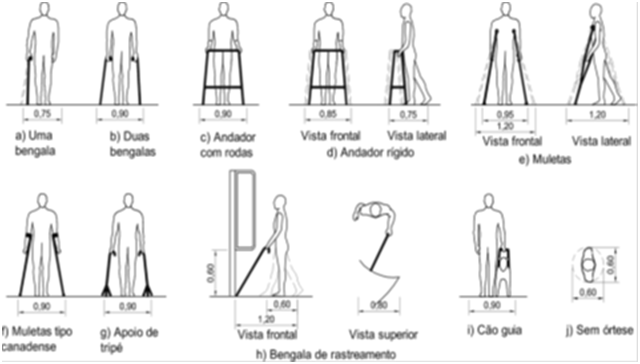 0,75
0,90
0,90
0,85
0,75
0,95
1,20
1,20
a) Uma
bengala
b) Duas
bengalas
c) Andador
com rodas
Vista frontal
Vista lateral
d) Andador rígido
Vista frontal
Vista lateral
e) Muletas
0,60
0,90
0,90
0,60
1,20
0,80
0,90
0,60
0,60
f) Muletas tipo
canadense
g) Apoio de
tripé
Vista frontal
Vista superior
h) Bengala de rastreamento
i) Cão guia
j) Sem órtese